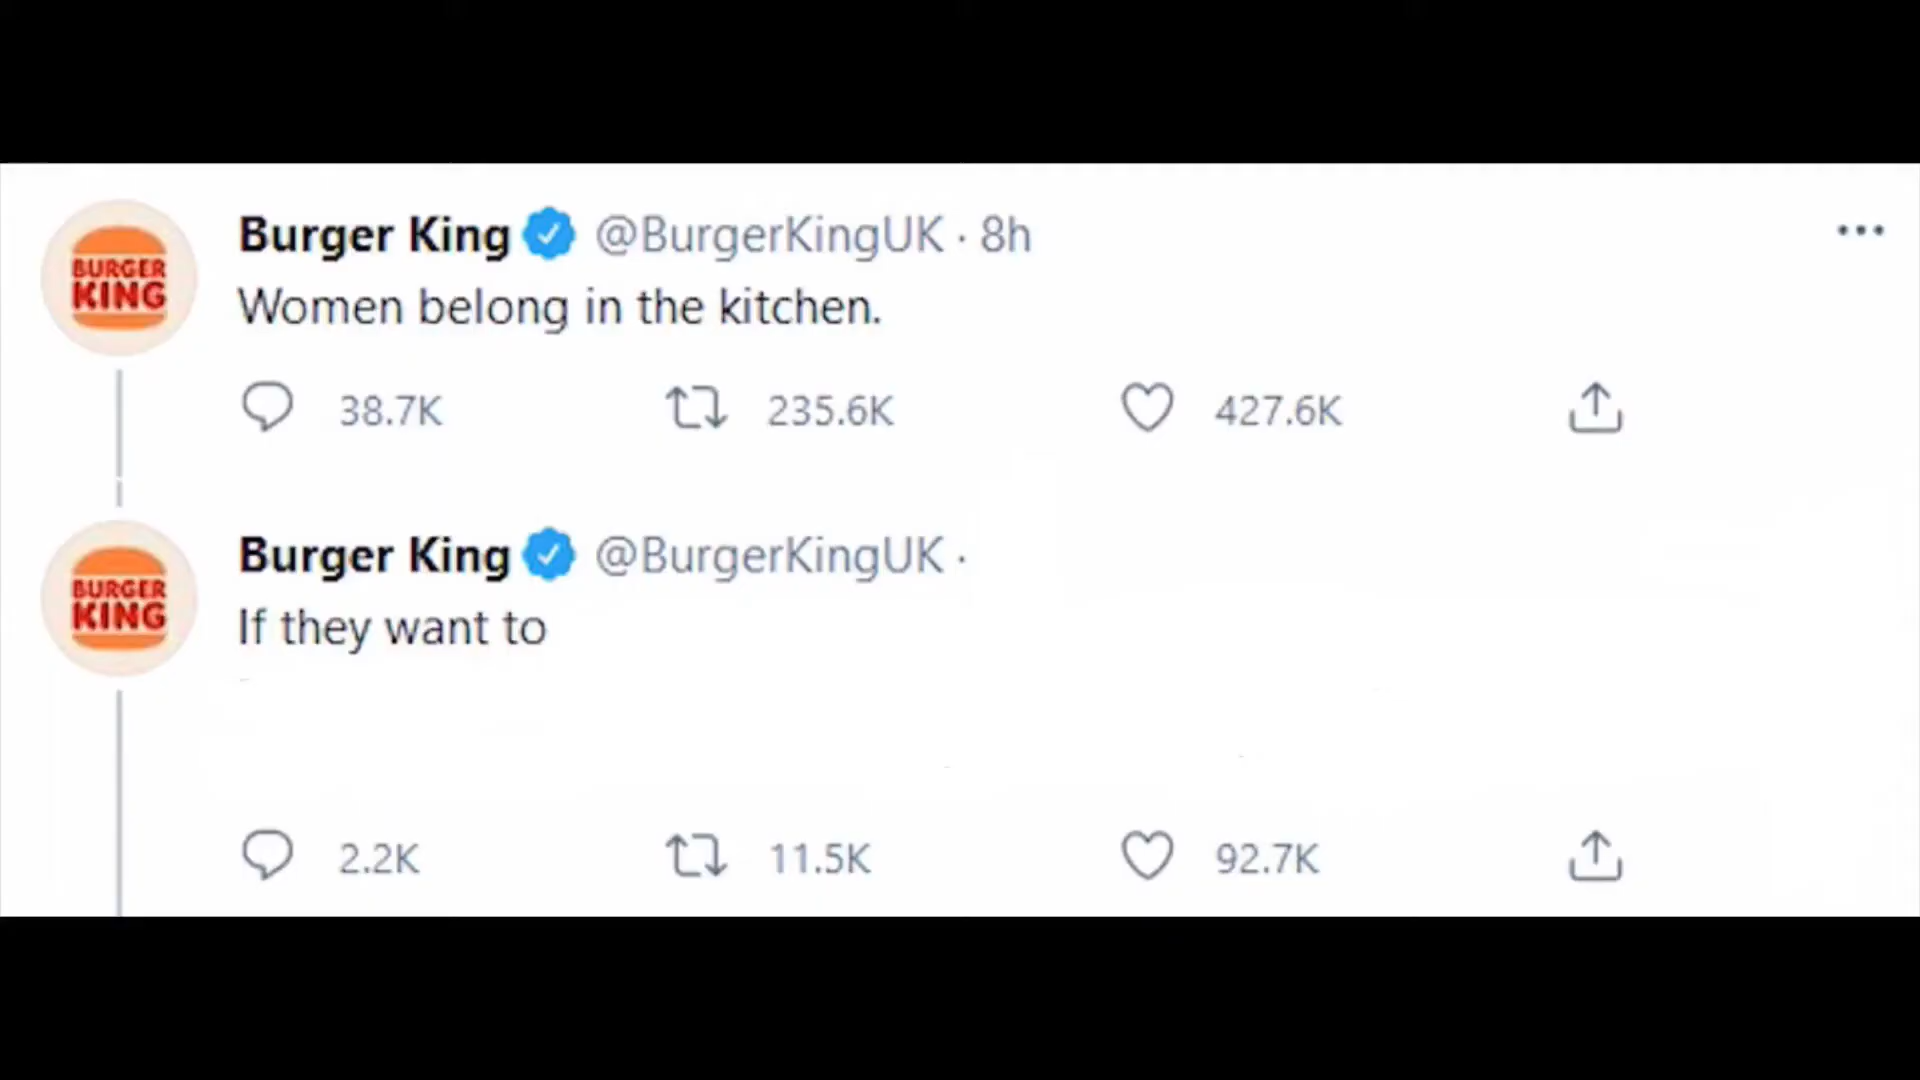 BURGER
KING
Burger King @BurgerKingUK · 8h
Women belong in the kitchen.
38.7K 235.6K 427.6K
BURGER
KING
Burger King @BurgerKingUK ·
If they want to
2.2K 11.5K 92.7K